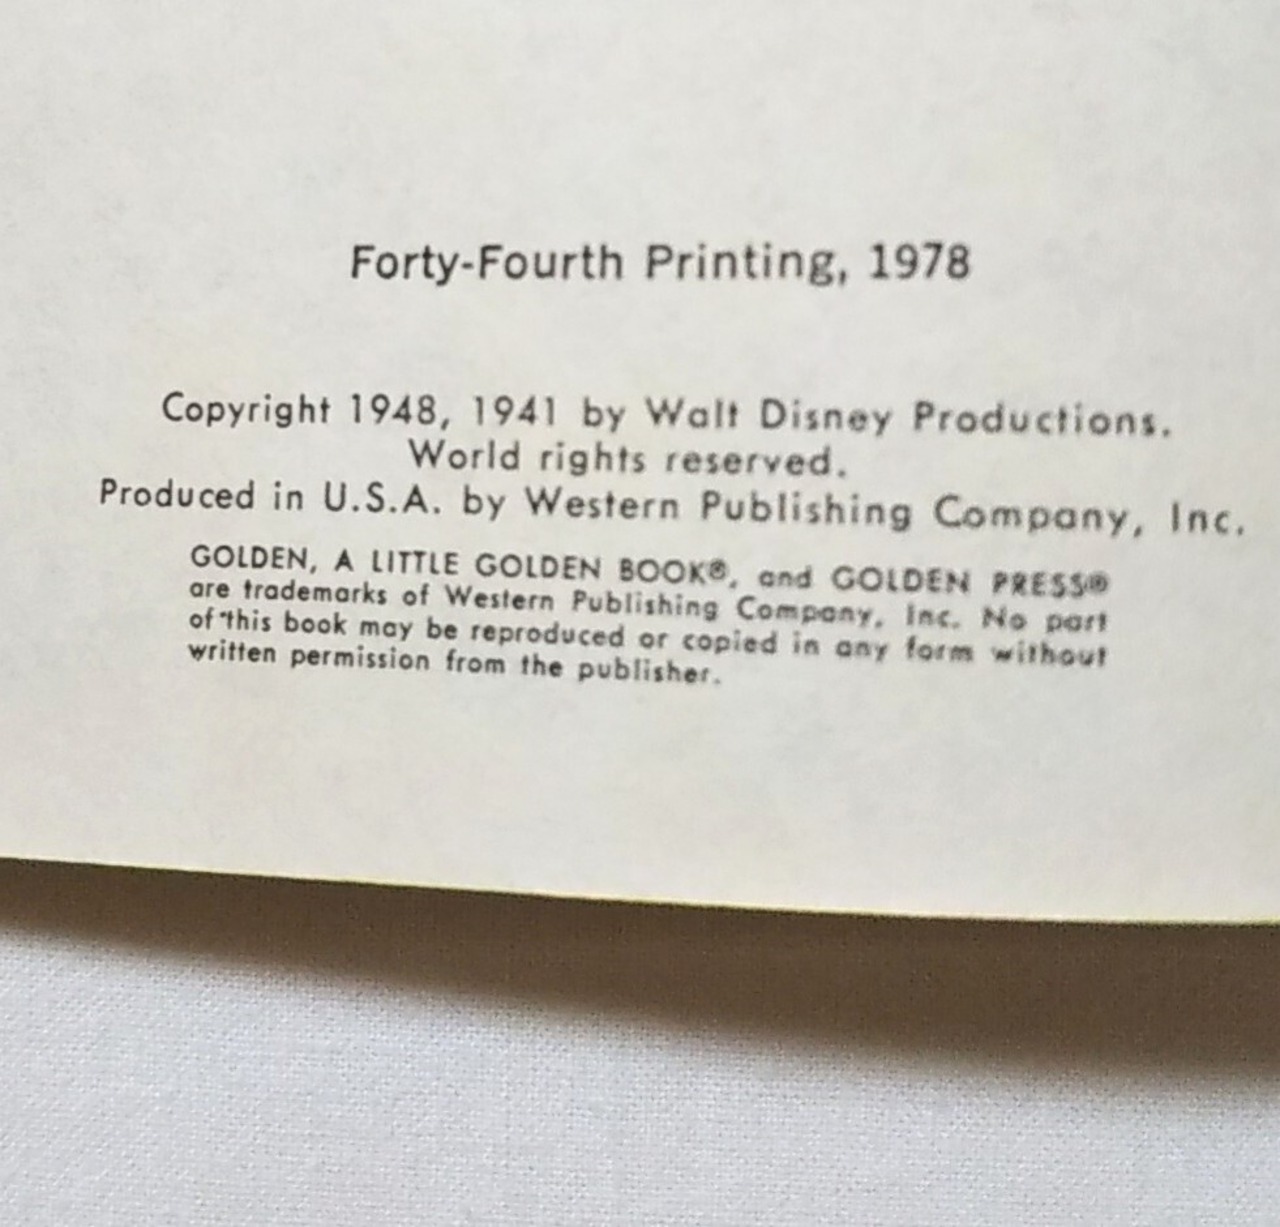 Forty-Fourth Printing, 1978
Copyright 1948, 1941 by Walt Disney Productions.
World rights reserved.
Produced in U.S.A. by Western Publishing Company, Inc.
GOLDEN, A LITTLE GOLDEN BOOK®, and GOLDEN PRESS®
are trademarks of Western Publishing Company, Inc. No part
of this book may be reproduced or copied in any form without
written permission from the publisher.